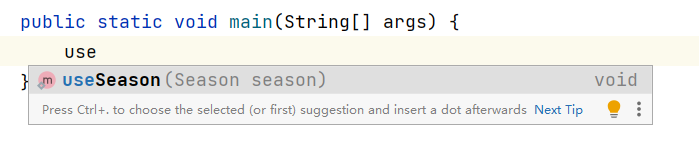 public static void main(String[] args) {
use
} m useSeason(Season season) void
Press Ctrl+. to choose the selected (or first) suggestion and insert a dot afterwards Next Tip